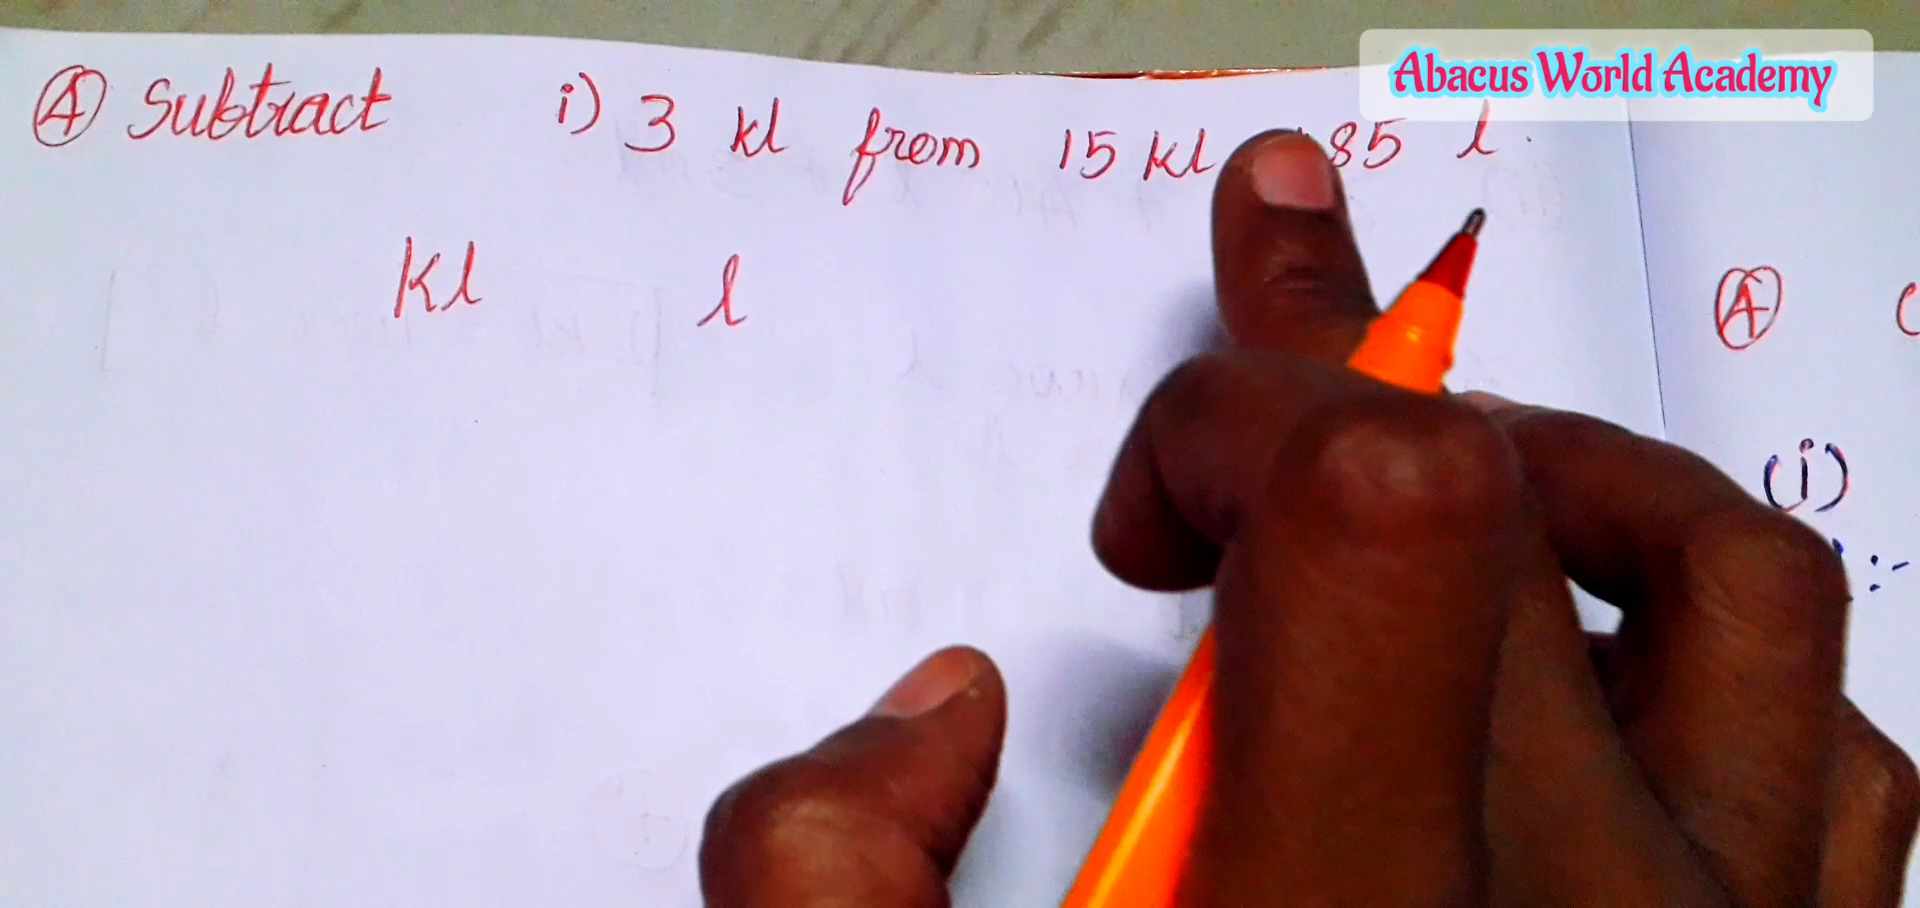 Abacus World Academy
④ Subtract i) 3 kl from 15 kl 85 l.
kl l
④
(i)
:-